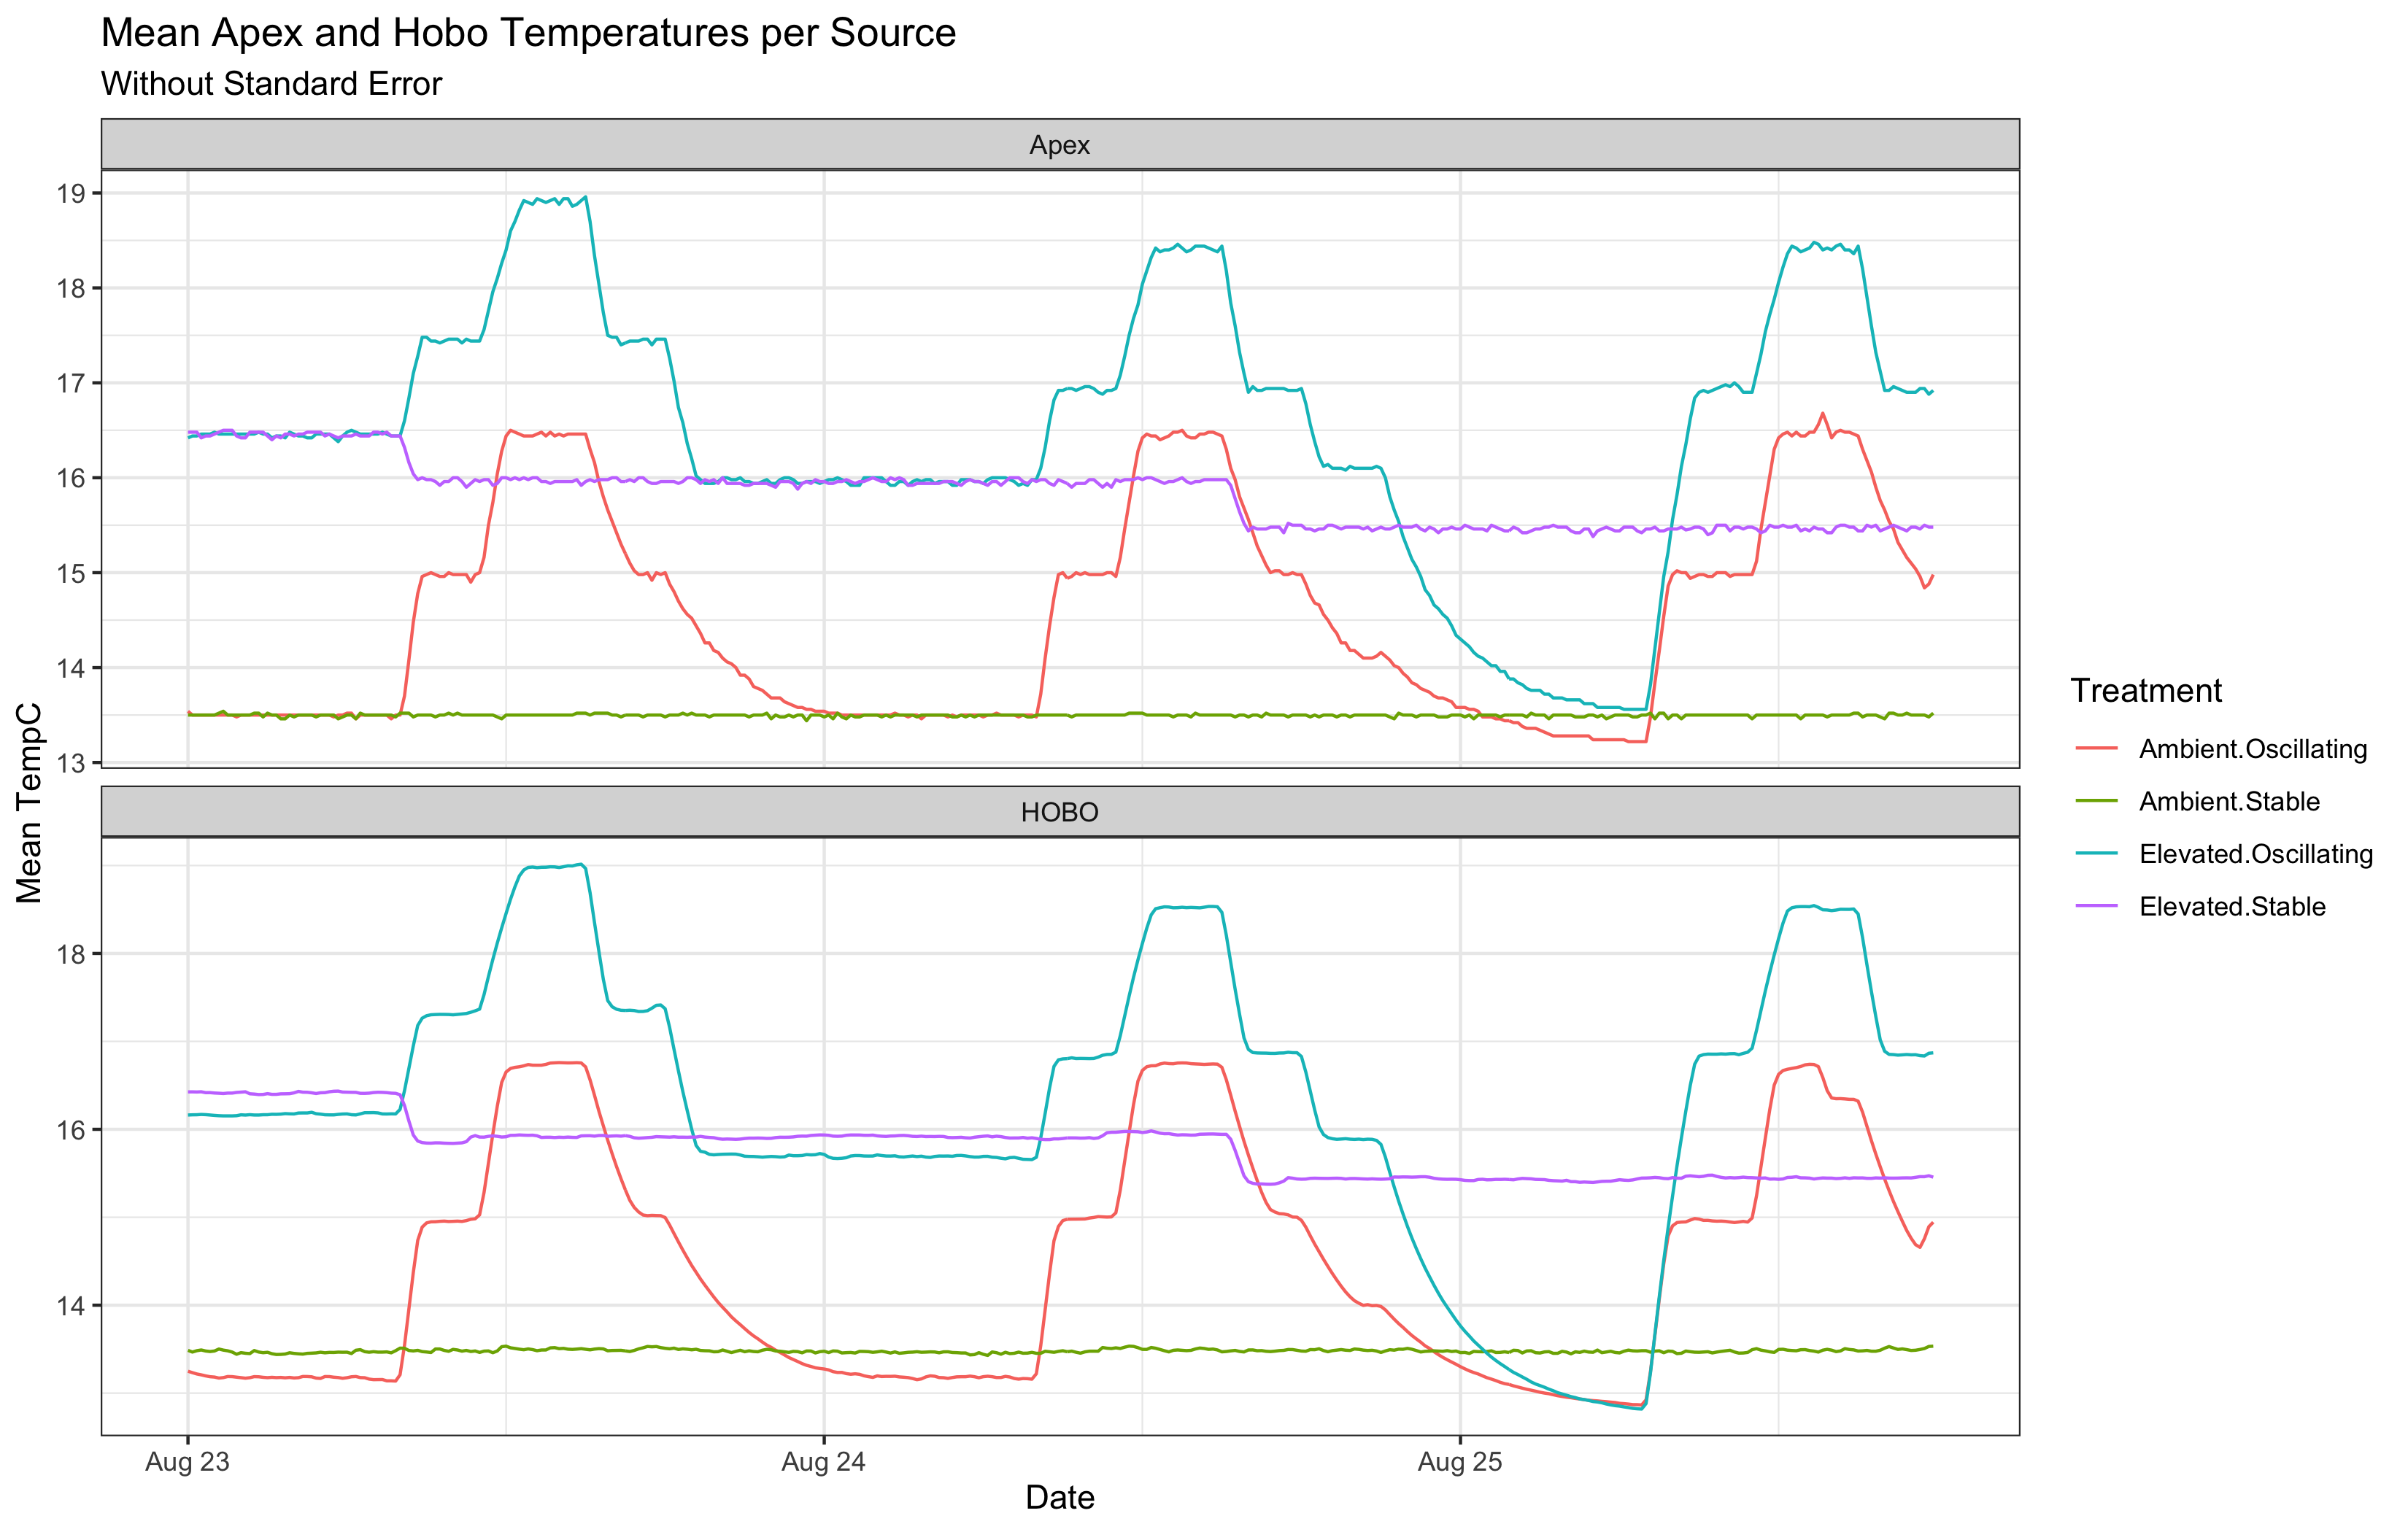 Mean Apex and Hobo Temperatures per Source
Without Standard Error
Apex
19
18
17
16
15
14
13
HOBO
18
16
14
Mean TempC
Aug 23
Aug 24
Aug 25
Date
Treatment
Ambient.Oscillating
Ambient.Stable
Elevated.Oscillating
Elevated.Stable